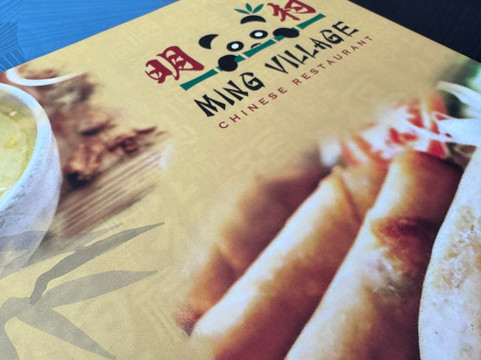 明 村
MING VILLAGE
CHINESE RESTAURANT